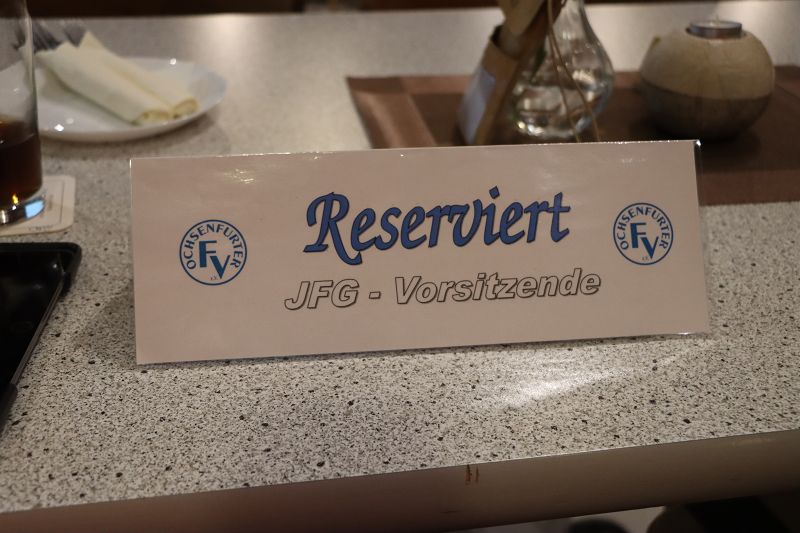 Reserviert
JFG - Vorsitzende
OCHSENFURTER
FV
OCHSENFURTER
FV